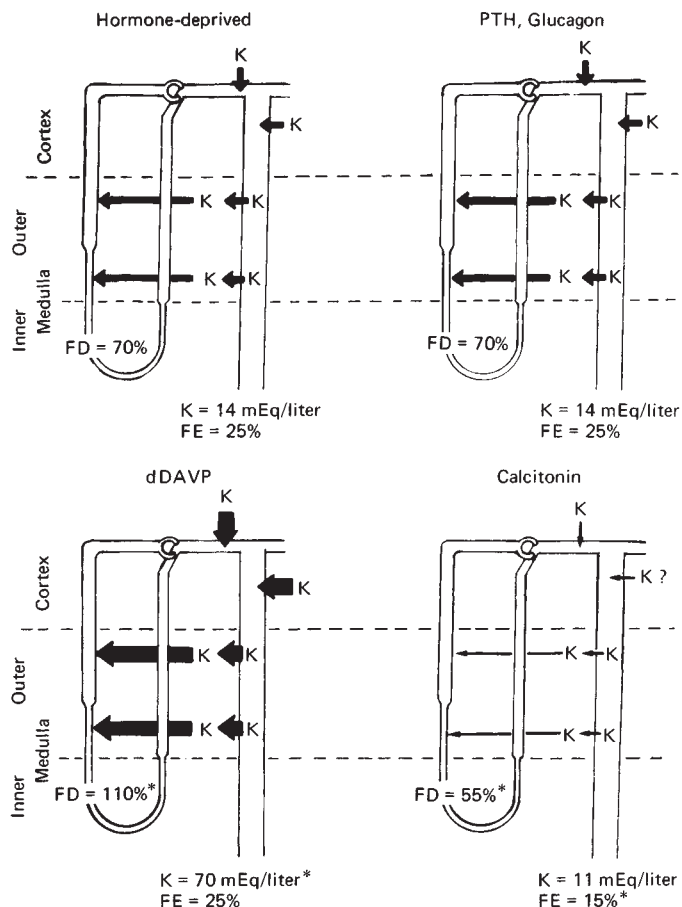 Hormone-deprived
K
K
Cortex
K
K
Outer
K
K
Medulla
Inner
FD = 70%
K = 14 mEq/liter
FE = 25%
PTH, Glucagon
K
K
K
K
K
K
FD = 70%
K = 14 mEq/liter
FE = 25%
dDAVP
K
K
Cortex
K
K
Outer
K
K
Medulla
Inner
FD = 110%*
K = 70 mEq/liter*
FE = 25%
Calcitonin
K
K ?
K
K
K
K
FD = 55%*
K = 11 mEq/liter
FE = 15%*